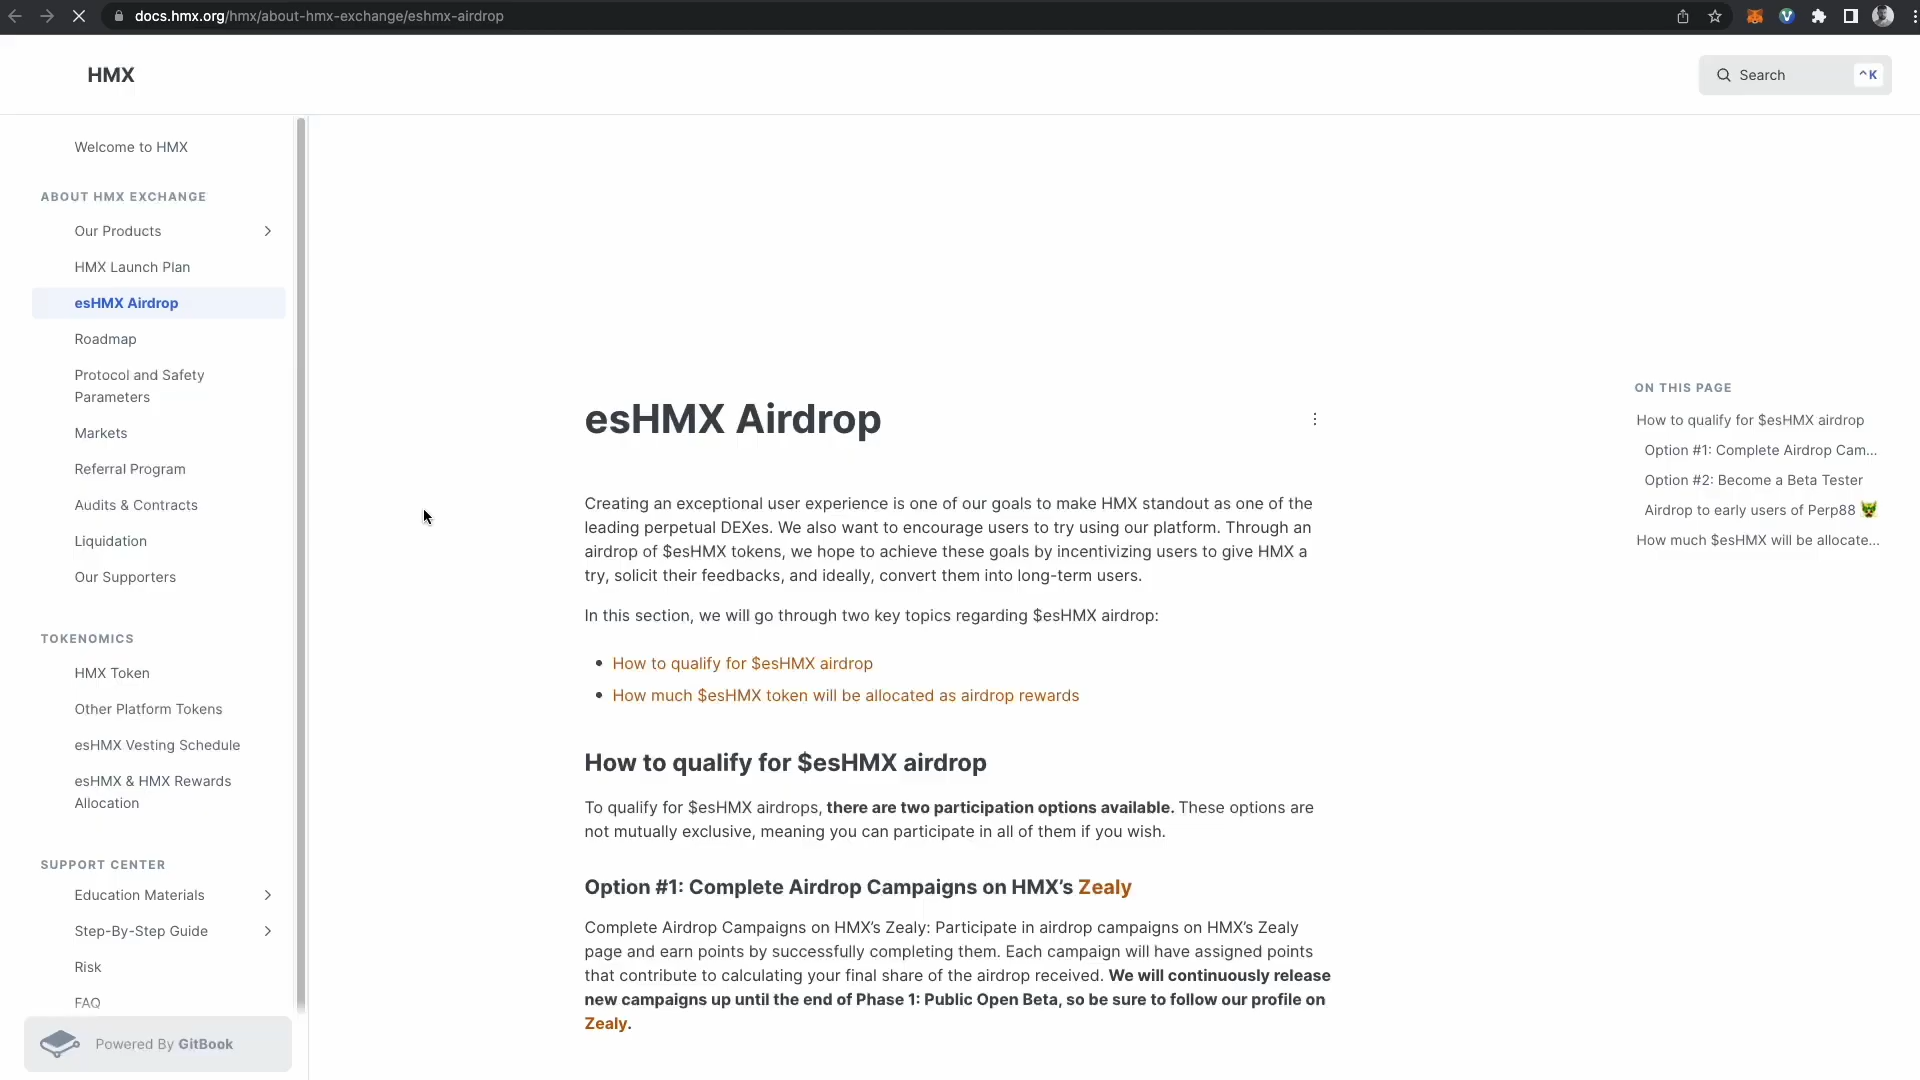 docs.hmx.org/hmx/about-hmx-exchange/eshmx-airdrop
HMX
Search
^K
Welcome to HMX
ABOUT HMX EXCHANGE
Our Products
HMX Launch Plan
esHMX Airdrop
Roadmap
Protocol and Safety
Parameters
Markets
Referral Program
Audits & Contracts
Liquidation
Our Supporters
TOKENOMICS
HMX Token
Other Platform Tokens
esHMX Vesting Schedule
esHMX & HMX Rewards
Allocation
SUPPORT CENTER
Education Materials
Step-By-Step Guide
Risk
FAQ
Powered By GitBook
esHMX Airdrop
Creating an exceptional user experience is one of our goals to make HMX standout as one of the
leading perpetual DEXes. We also want to encourage users to try using our platform. Through an
airdrop of $esHMX tokens, we hope to achieve these goals by incentivizing users to give HMX a
try, solicit their feedbacks, and ideally, convert them into long-term users.
In this section, we will go through two key topics regarding $esHMX airdrop:
• How to qualify for $esHMX airdrop
• How much $esHMX token will be allocated as airdrop rewards
How to qualify for $esHMX airdrop
To qualify for $esHMX airdrops, there are two participation options available. These options are
not mutually exclusive, meaning you can participate in all of them if you wish.
Option #1: Complete Airdrop Campaigns on HMX’s Zealy
Complete Airdrop Campaigns on HMX’s Zealy: Participate in airdrop campaigns on HMX’s Zealy
page and earn points by successfully completing them. Each campaign will have assigned points
that contribute to calculating your final share of the airdrop received. We will continuously release
new campaigns up until the end of Phase 1: Public Open Beta, so be sure to follow our profile on
Zealy.
ON THIS PAGE
How to qualify for $esHMX airdrop
Option #1: Complete Airdrop Cam...
Option #2: Become a Beta Tester
Airdrop to early users of Perp88
How much $esHMX will be allocate...